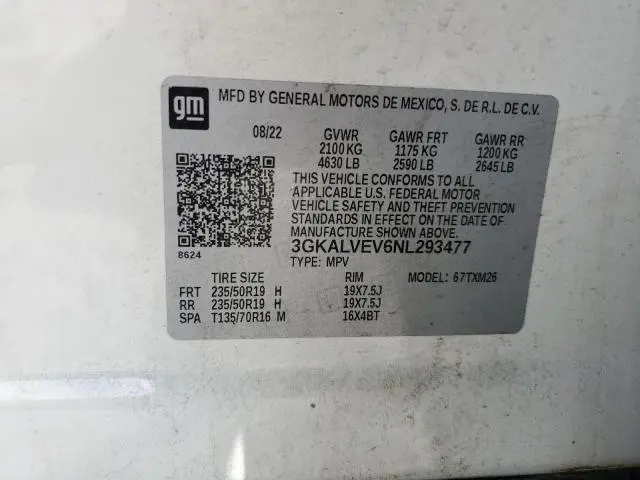 gm MFD BY GENERAL MOTORS DE MEXICO, S. DE R.L. DE C.V.
08/22 GVWR GAWR FRT GAWR RR
2100 KG 1175 KG 1200 KG
4630 LB 2590 LB 2645 LB
THIS VEHICLE CONFORMS TO ALL
APPLICABLE U.S. FEDERAL MOTOR
VEHICLE SAFETY AND THEFT PREVENTION
STANDARDS IN EFFECT ON THE DATE OF
MANUFACTURE SHOWN ABOVE.
3GKALVEV6NL293477
8624 TYPE: MPV
TIRE SIZE RIM MODEL: 67TXM26
FRT 235/50R19 H 19X7.5J
RR 235/50R19 H 19X7.5J
SPA T135/70R16 M 16X4BT